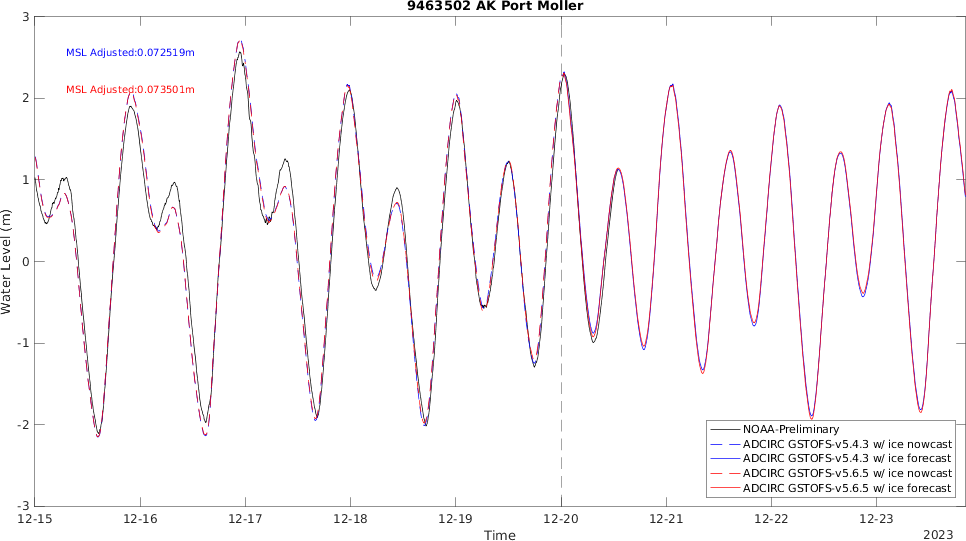 9463502 AK Port Moller
MSL Adjusted:0.072519m
MSL Adjusted:0.073501m
Water Level (m)
3
2
1
0
-1
-2
-3
NOAA-Preliminary
ADCIRC GSTOFS-v5.4.3 w/ ice nowcast
ADCIRC GSTOFS-v5.4.3 w/ ice forecast
ADCIRC GSTOFS-v5.6.5 w/ ice nowcast
ADCIRC GSTOFS-v5.6.5 w/ ice forecast
12-15 12-16 12-17 12-18 12-19 12-20 12-21 12-22 12-23
Time
2023